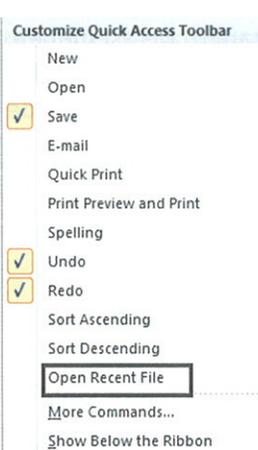 Customize Quick Access Toolbar
New
Open
Save
E-mail
Quick Print
Print Preview and Print
Spelling
Undo
Redo
Sort Ascending
Sort Descending
Open Recent File
More Commands...
Show Below the Ribbon